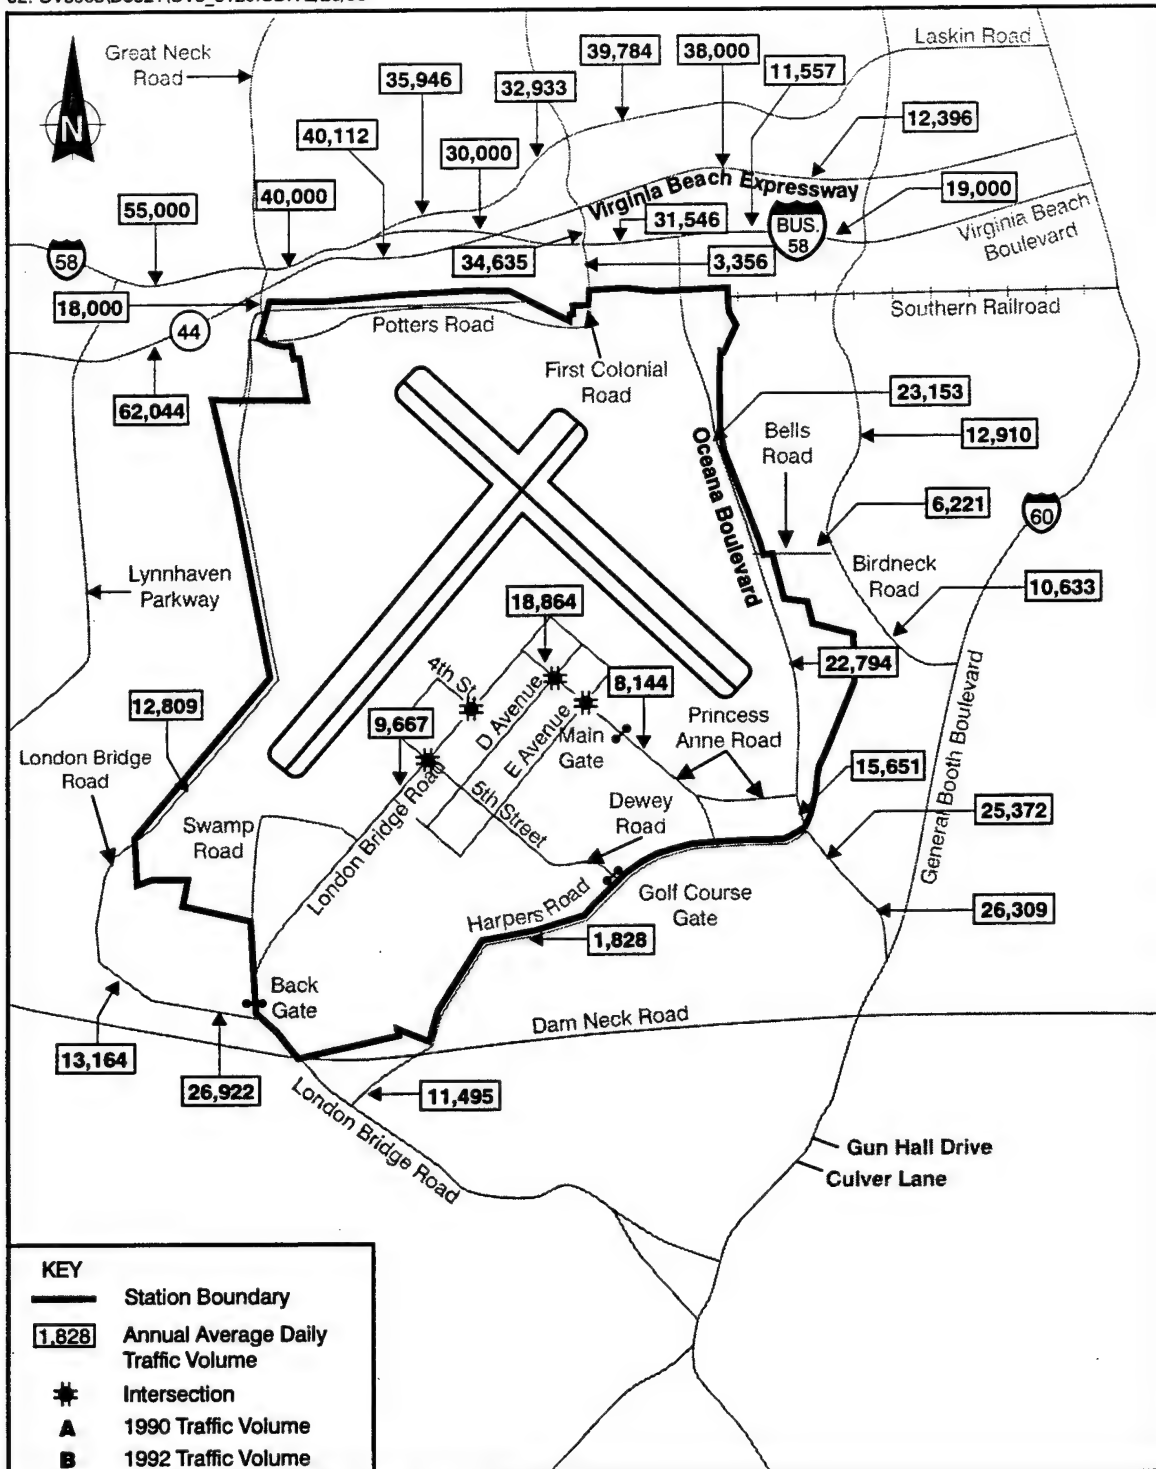 Great Neck
Road
39,784
38,000
Laskin Road
35,946
32,933
11,557
N
40,112
30,000
12,396
40,000
Virginia Beach Expressway
19,000
55,000
31,546
BUS.
58
Virginia Beach
Boulevard
58
34,635
3,356
18,000
44
Potters Road
Southern Railroad
First Colonial
Road
62,044
23,153
Bells
Road
12,910
Oceana Boulevard
6,221
60
Lynnhaven
Parkway
Birdneck
Road
10,633
18,864
22,794
4th St.
8,144
D Avenue
12,809
9,667
E Avenue
Main
Gate
Princess
Anne Road
General Booth Boulevard
London Bridge
Road
15,651
Swamp
Road
London Bridge Road
5th Street
Dewey
Road
25,372
Harpers Road
Golf Course
Gate
26,309
1,828
Back
Gate
Dam Neck Road
13,164
26,922
11,495
London Bridge Road
Gun Hall Drive
Culver Lane
KEY
Station Boundary
1,828 Annual Average Daily
Traffic Volume
Intersection
A 1990 Traffic Volume
B 1992 Traffic Volume